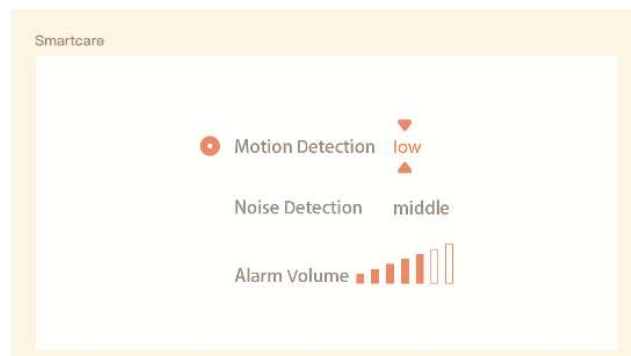 Smartcare
Motion Detection low
Noise Detection middle
Alarm Volume